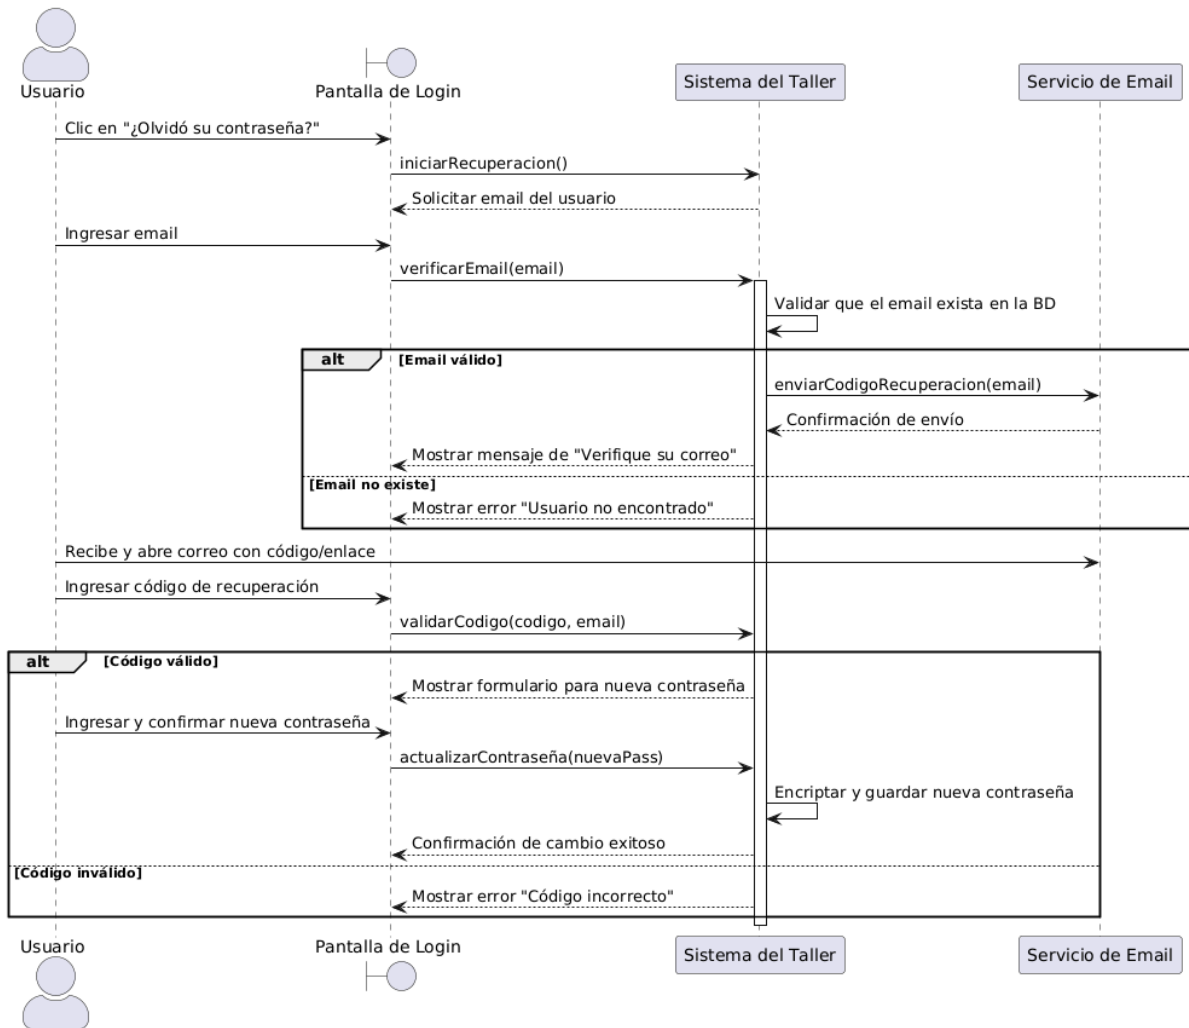 Usuario
Pantalla de Login
Sistema del Taller
Servicio de Email
Clic en "¿Olvidó su contraseña?"
iniciarRecuperacion()
Solicitar email del usuario
Ingresar email
verificarEmail(email)
Validar que el email exista en la BD
alt
[Email válido]
enviarCodigoRecuperacion(email)
Confirmación de envío
Mostrar mensaje de "Verifique su correo"
[Email no existe]
Mostrar error "Usuario no encontrado"
Recibe y abre correo con código/enlace
Ingresar código de recuperación
validarCodigo(codigo, email)
alt
[Código válido]
Mostrar formulario para nueva contraseña
Ingresar y confirmar nueva contraseña
actualizarContraseña(nuevaPass)
Encriptar y guardar nueva contraseña
Confirmación de cambio exitoso
[Código inválido]
Mostrar error "Código incorrecto"
Usuario
Pantalla de Login
Sistema del Taller
Servicio de Email